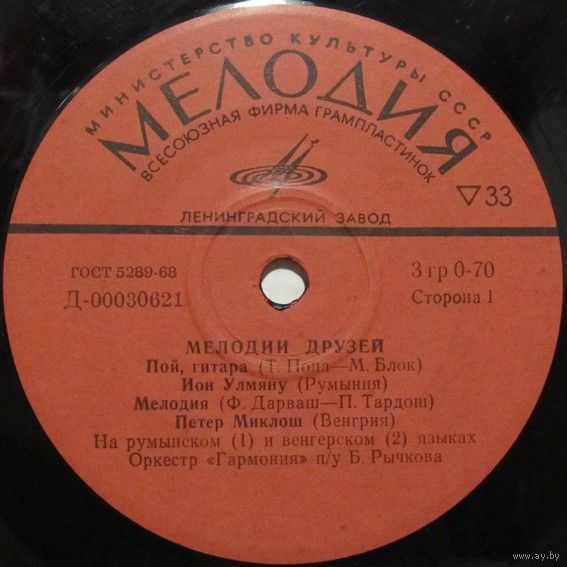 МИНИСТЕРСТВО КУЛЬТУРЫ СССР
МЕЛОДИЯ
ВСЕСОЮЗНАЯ ФИРМА ГРАМПЛАСТИНОК
▽33
ЛЕНИНГРАДСКИЙ ЗАВОД
ГОСТ 5289-68
3 гр 0-70
Д-00030621
Сторона 1
МЕЛОДИИ ДРУЗЕЙ
Пой, гитара (Т. Попа—М. Блок)
Ион Улмяну (Румыния)
Мелодия (Ф. Дарваш—П. Тардош)
Петер Миклош (Венгрия)
На румынском (1) и венгерском (2) языках
Оркестр «Гармония» п/у Б. Рычкова
www.ay.by